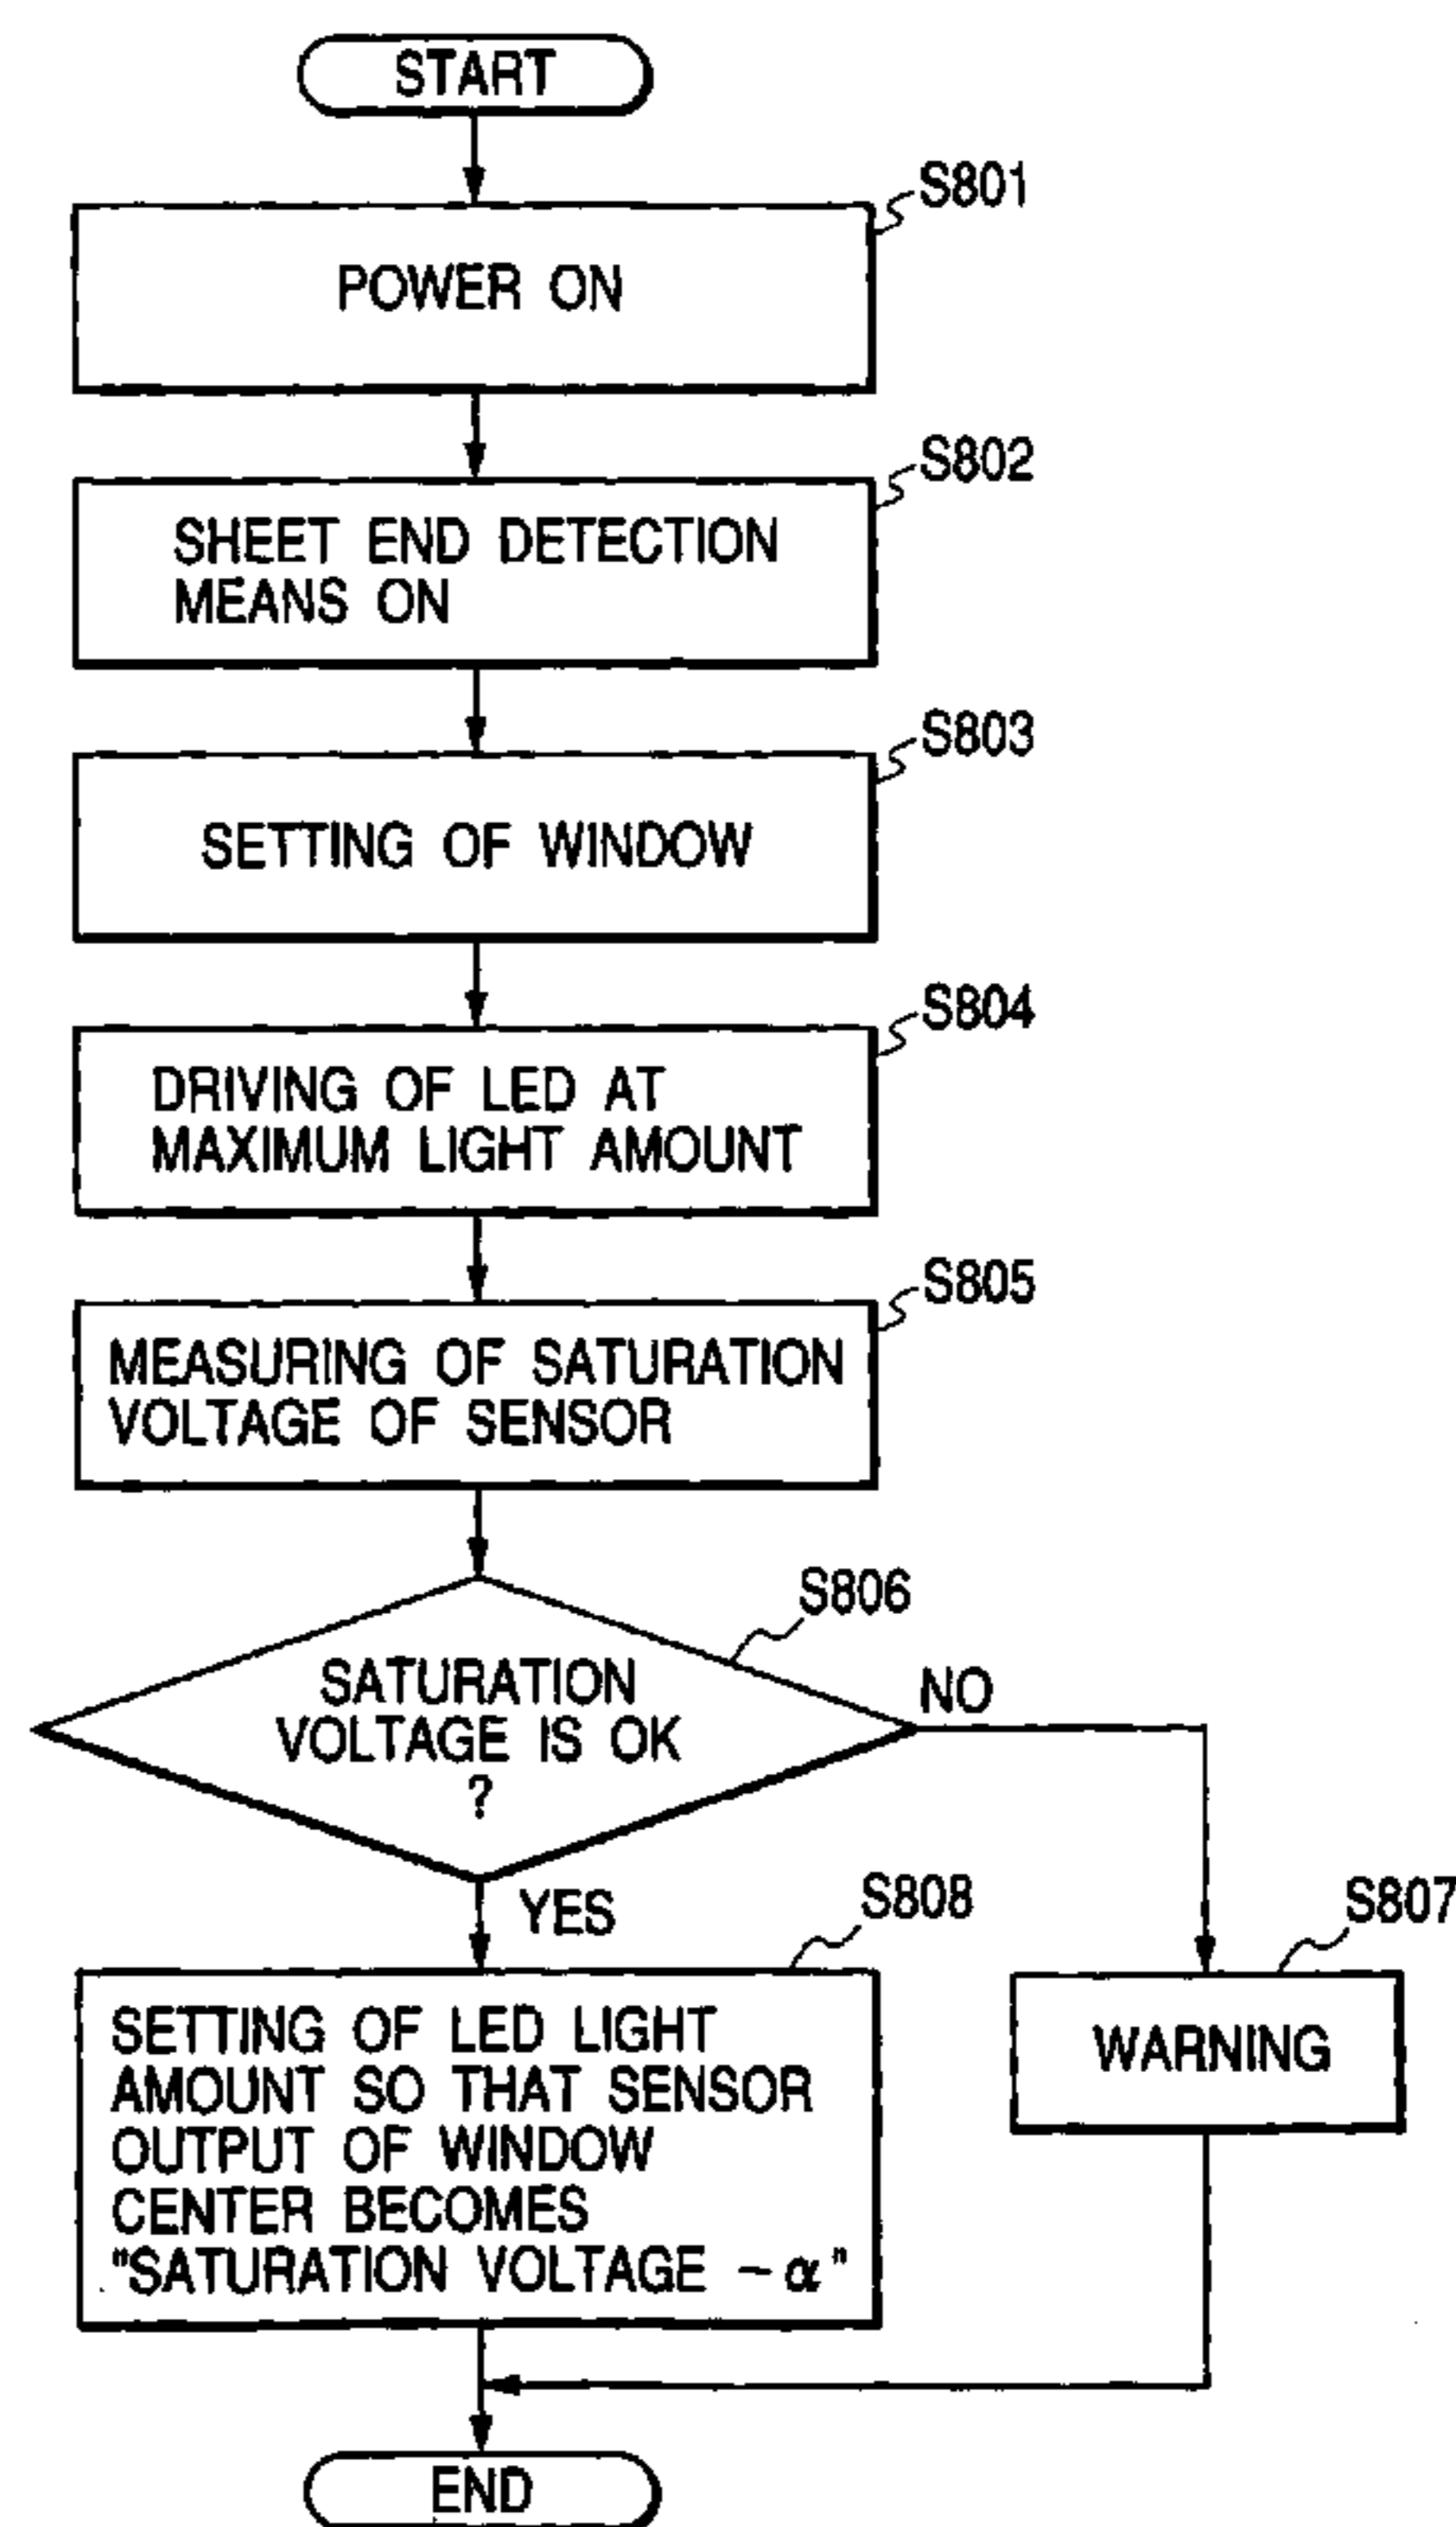 START
S801
POWER ON
S802
SHEET END DETECTION
MEANS ON
S803
SETTING OF WINDOW
S804
DRIVING OF LED AT
MAXIMUM LIGHT AMOUNT
S805
MEASURING OF SATURATION
VOLTAGE OF SENSOR
S806
SATURATION
VOLTAGE IS OK
?
NO
YES
S808
SETTING OF LED LIGHT
AMOUNT SO THAT SENSOR
OUTPUT OF WINDOW
CENTER BECOMES
"SATURATION VOLTAGE -α"
S807
WARNING
END